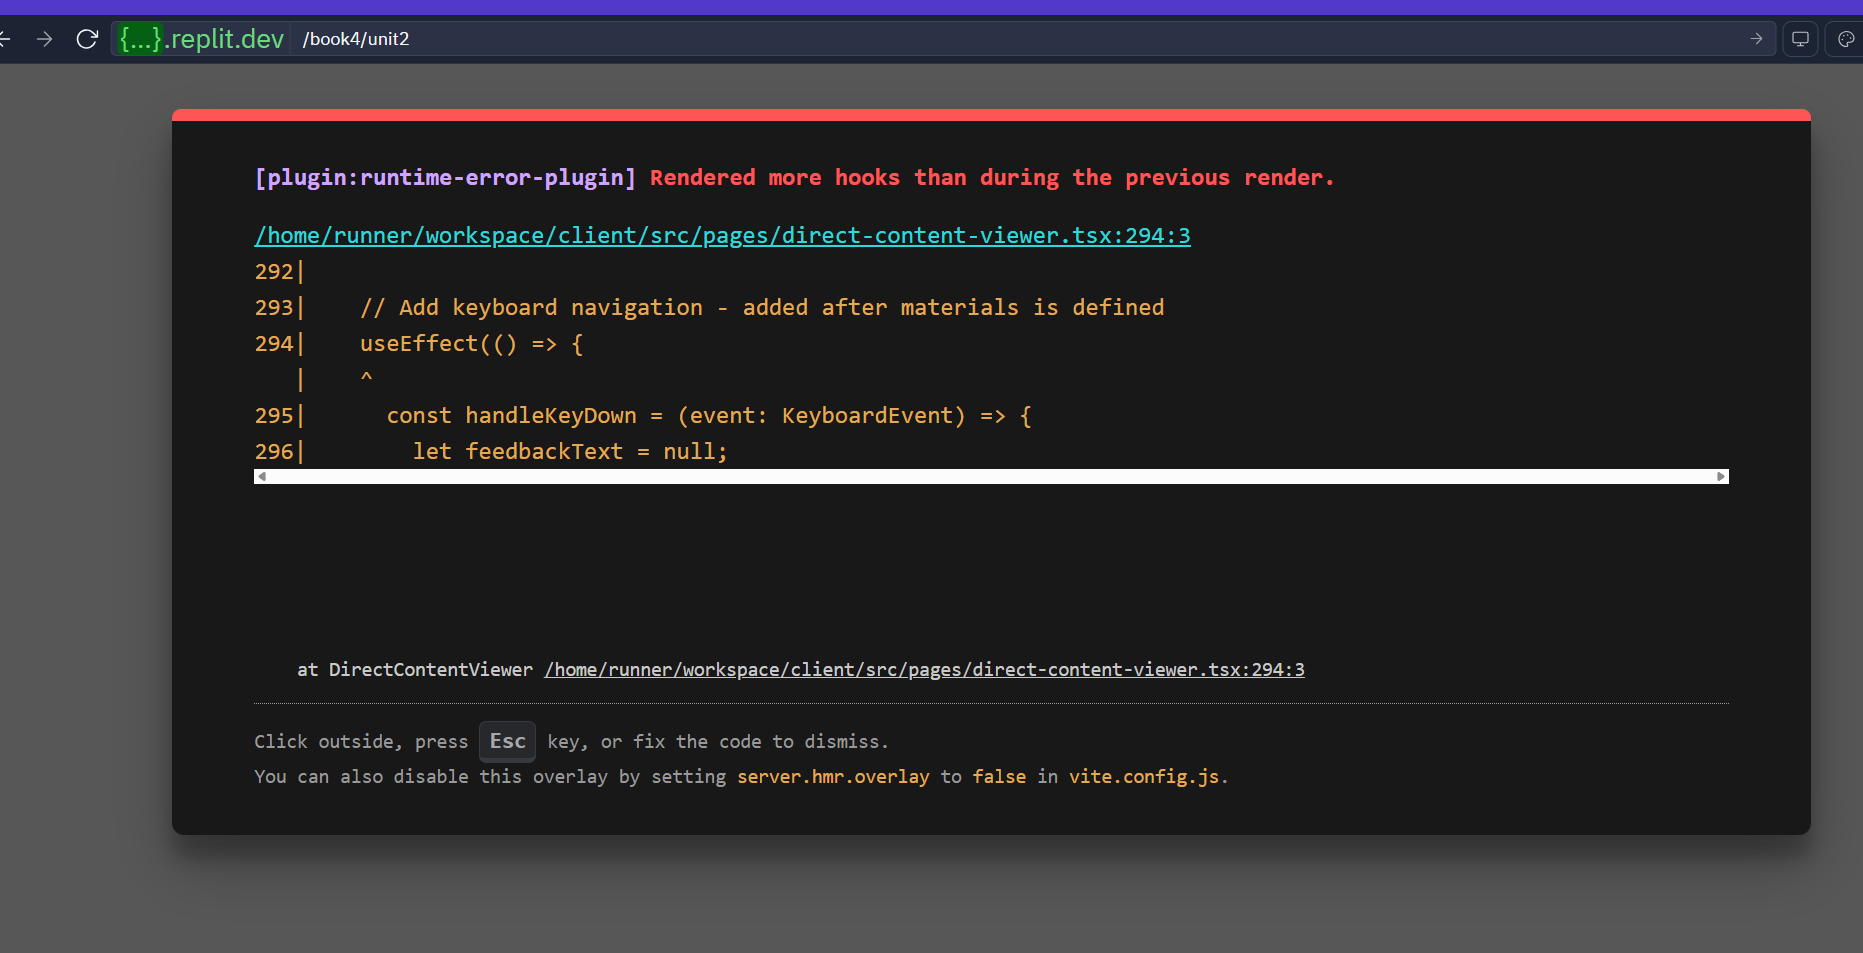 {...}.replit.dev /book4/unit2
[plugin:runtime-error-plugin] Rendered more hooks than during the previous render.
/home/runner/workspace/client/src/pages/direct-content-viewer.tsx:294:3
292|
293|    // Add keyboard navigation - added after materials is defined
294|    useEffect(() => {
   |    ^
295|      const handleKeyDown = (event: KeyboardEvent) => {
296|        let feedbackText = null;
at DirectContentViewer /home/runner/workspace/client/src/pages/direct-content-viewer.tsx:294:3
Click outside, press Esc key, or fix the code to dismiss.
You can also disable this overlay by setting server.hmr.overlay to false in vite.config.js.